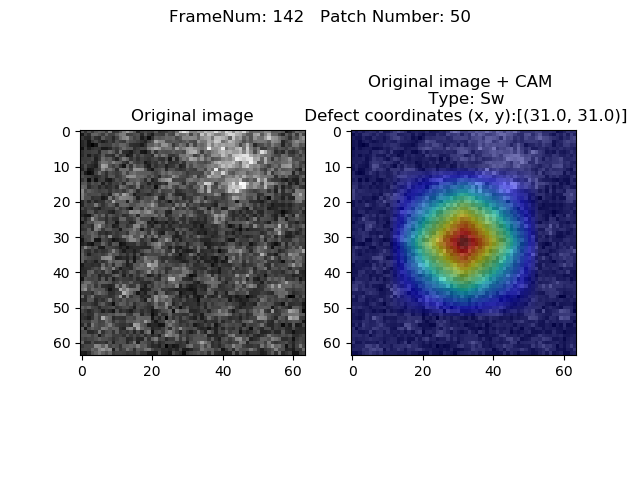 FrameNum: 142   Patch Number: 50
Original image
Original image + CAM
Type: Sw
Defect coordinates (x, y):[(31.0, 31.0)]
0
10
20
30
40
50
60
0 20 40 60
0
10
20
30
40
50
60
0 20 40 60